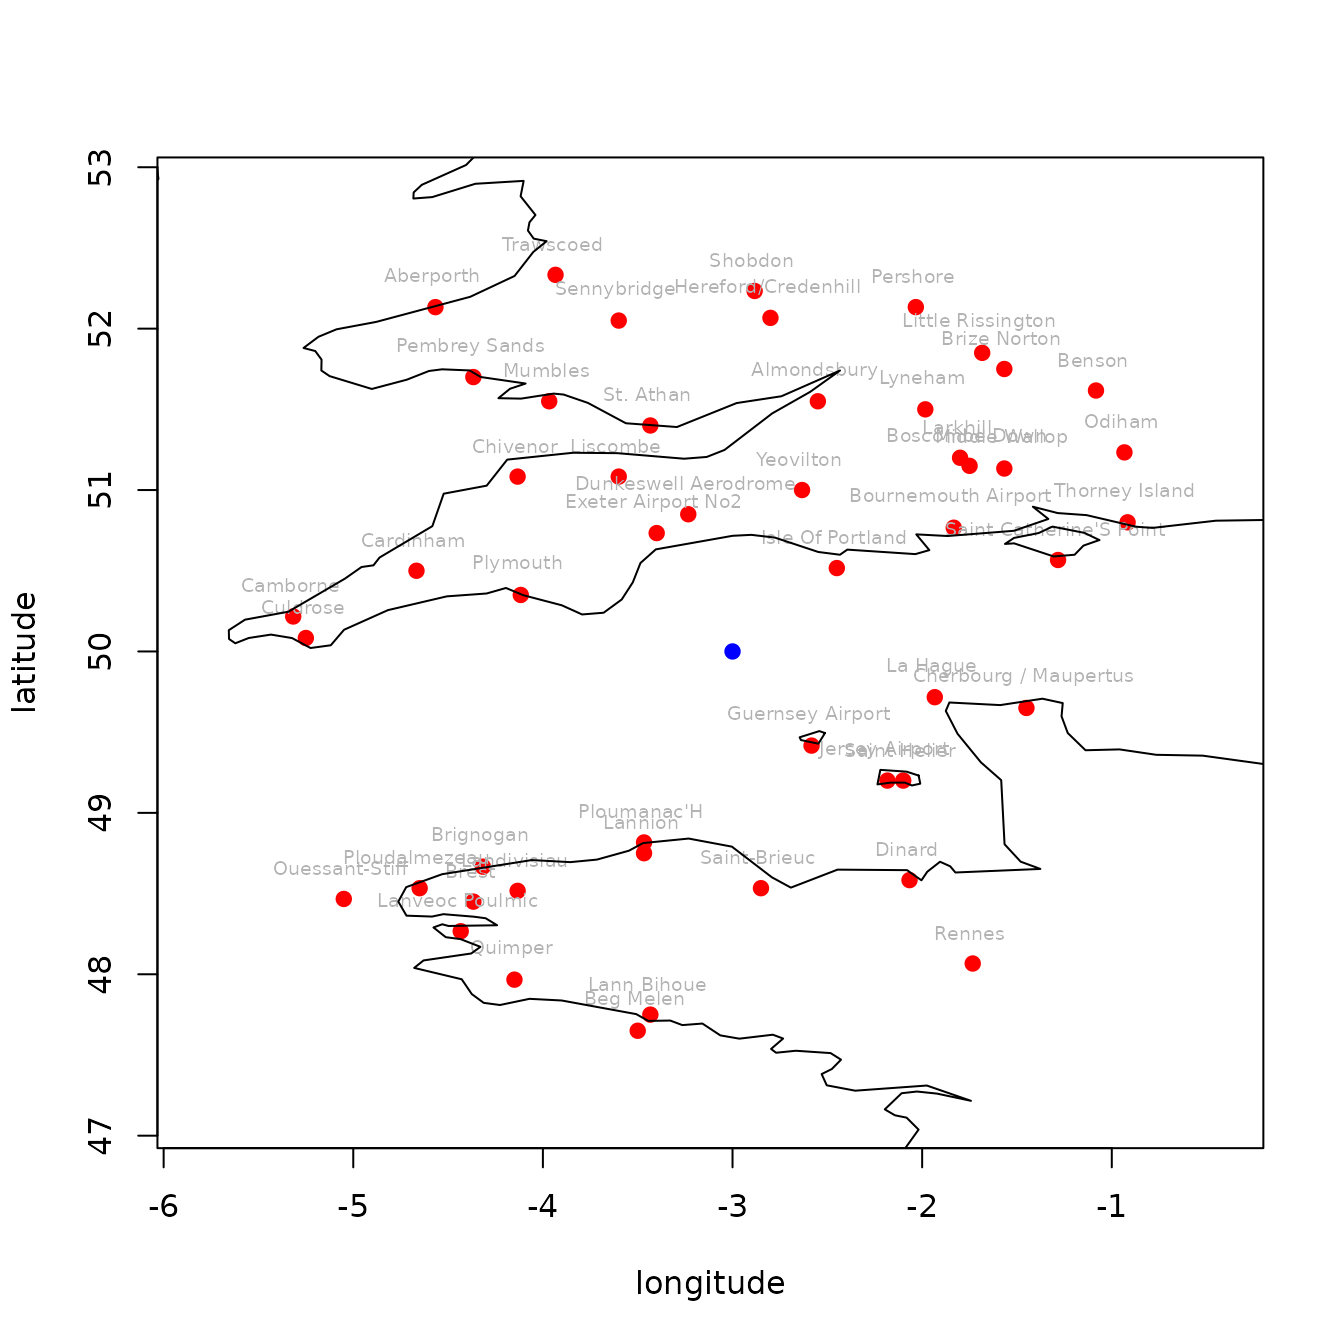 53
52
51
50
49
48
47
latitude
Trawscoed
Aberporth
Shobdon
Sennybridge
Hereford/Credenhill
Pershore
Little Rissington
Brize Norton
Pembrey Sands
Mumbles
Almondsbury
Lyneham
Benson
St. Athan
Odiham
Larkhill
Boscombe Down
Middle Wallop
Chivenor
Liscombe
Yeovilton
Dunkeswell Aerodrome
Exeter Airport No2
Bournemouth Airport
Thorney Island
Saint Catherine'S Point
Isle Of Portland
Cardinham
Plymouth
Camborne
Culdrose
La Hague
Cherbourg / Maupertus
Guernsey Airport
Jersey Airport
Saint Helier
Ploumanac'H
Lannion
Brignogan
Ploudalmezeau
Landivisiau
Ouessant-Stiff
Brest
Saint-Brieuc
Dinard
Lanveoc Poulmic
Quimper
Rennes
Lann Bihoue
Beg Melen
-6
-5
-4
-3
-2
-1
longitude